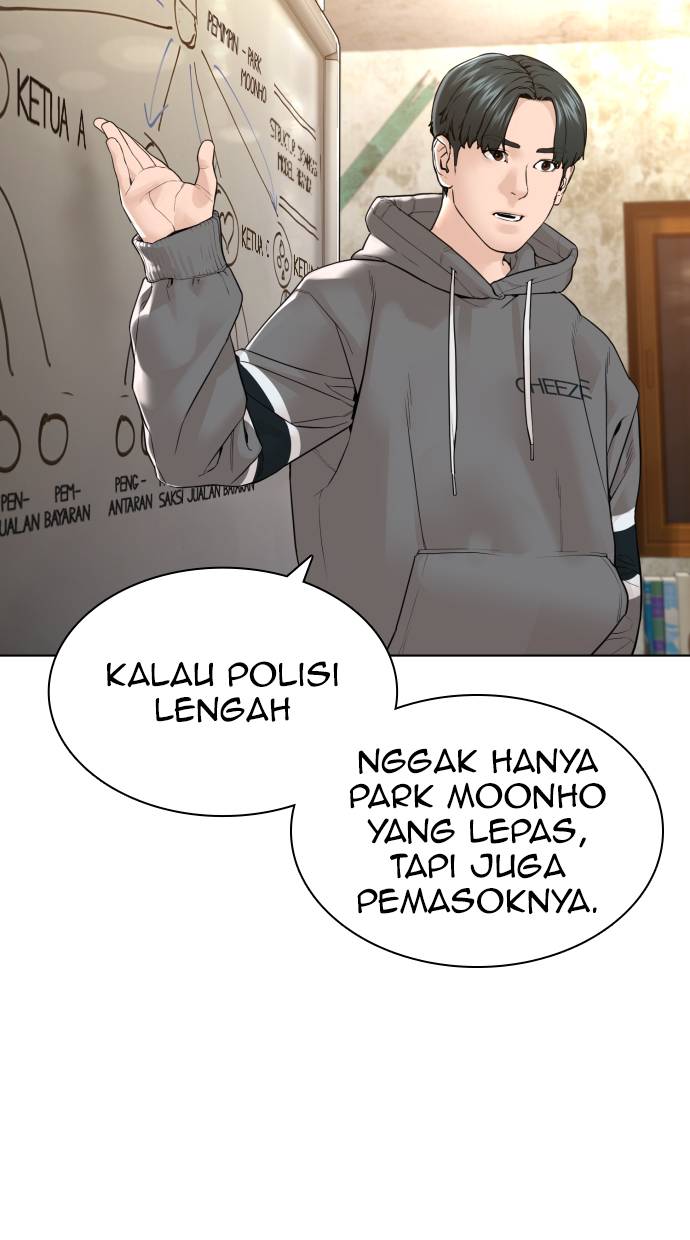 PEMIMPIN - PARK
MOONHO
KETUA A
KETUA C
KETUA
CHEEZE
PEN- PEM- PENG-
JUALAN BAYARAN ANTARAN SAKSI JUALAN BAYARAN
KALAU POLISI
LENGAH
NGGAK HANYA
PARK MOONHO
YANG LEPAS,
TAPI JUGA
PEMASOKNYA.